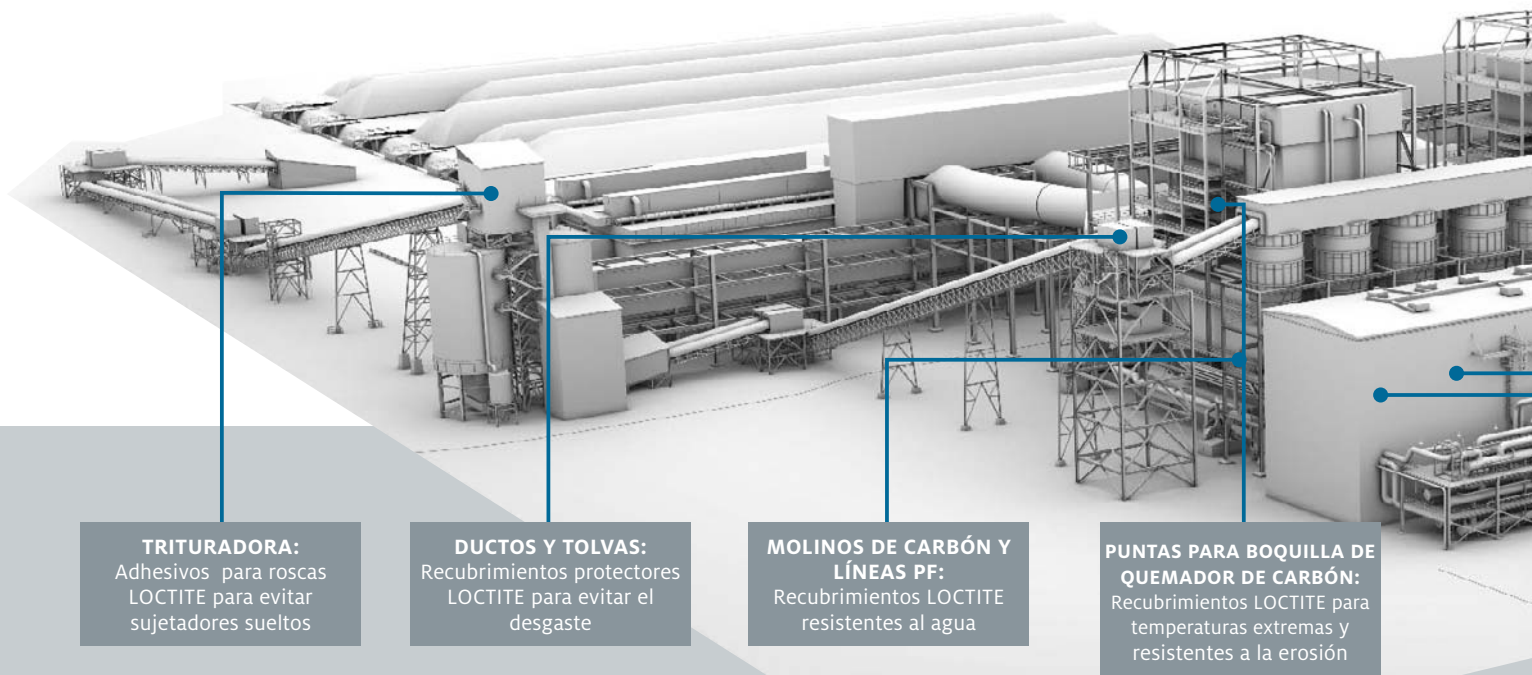 TRITURADORA:
Adhesivos para roscas
LOCTITE para evitar
sujetadores sueltos
DUCTOS Y TOLVAS:
Recubrimientos protectores
LOCTITE para evitar el
desgaste
MOLINOS DE CARBÓN Y
LÍNEAS PF:
Recubrimientos LOCTITE
resistentes al agua
PUNTAS PARA BOQUILLA DE
QUEMADOR DE CARBÓN:
Recubrimientos LOCTITE para
temperaturas extremas y
resistentes a la erosión